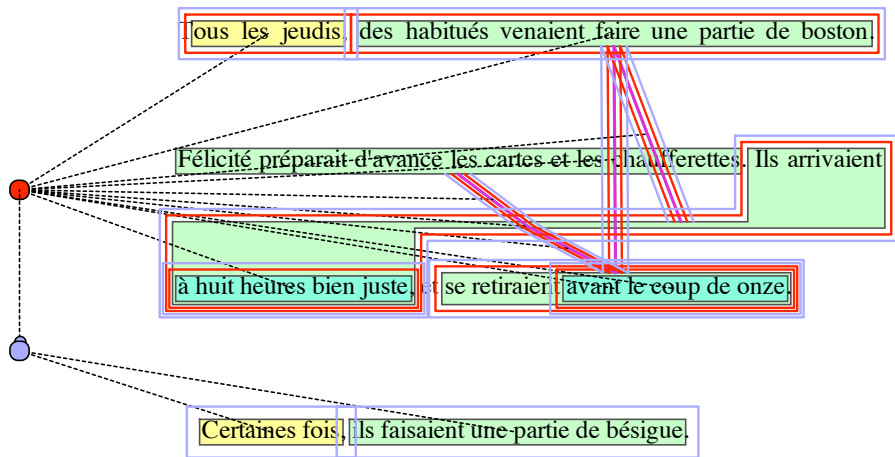 Tous les jeudis, des habitués venaient faire une partie de boston.
Félicité préparait d'avance les cartes et les chaufferettes. Ils arrivaient
à huit heures bien juste, et se retiraient avant le coup de onze.
Certaines fois, ils faisaient une partie de bésigue.